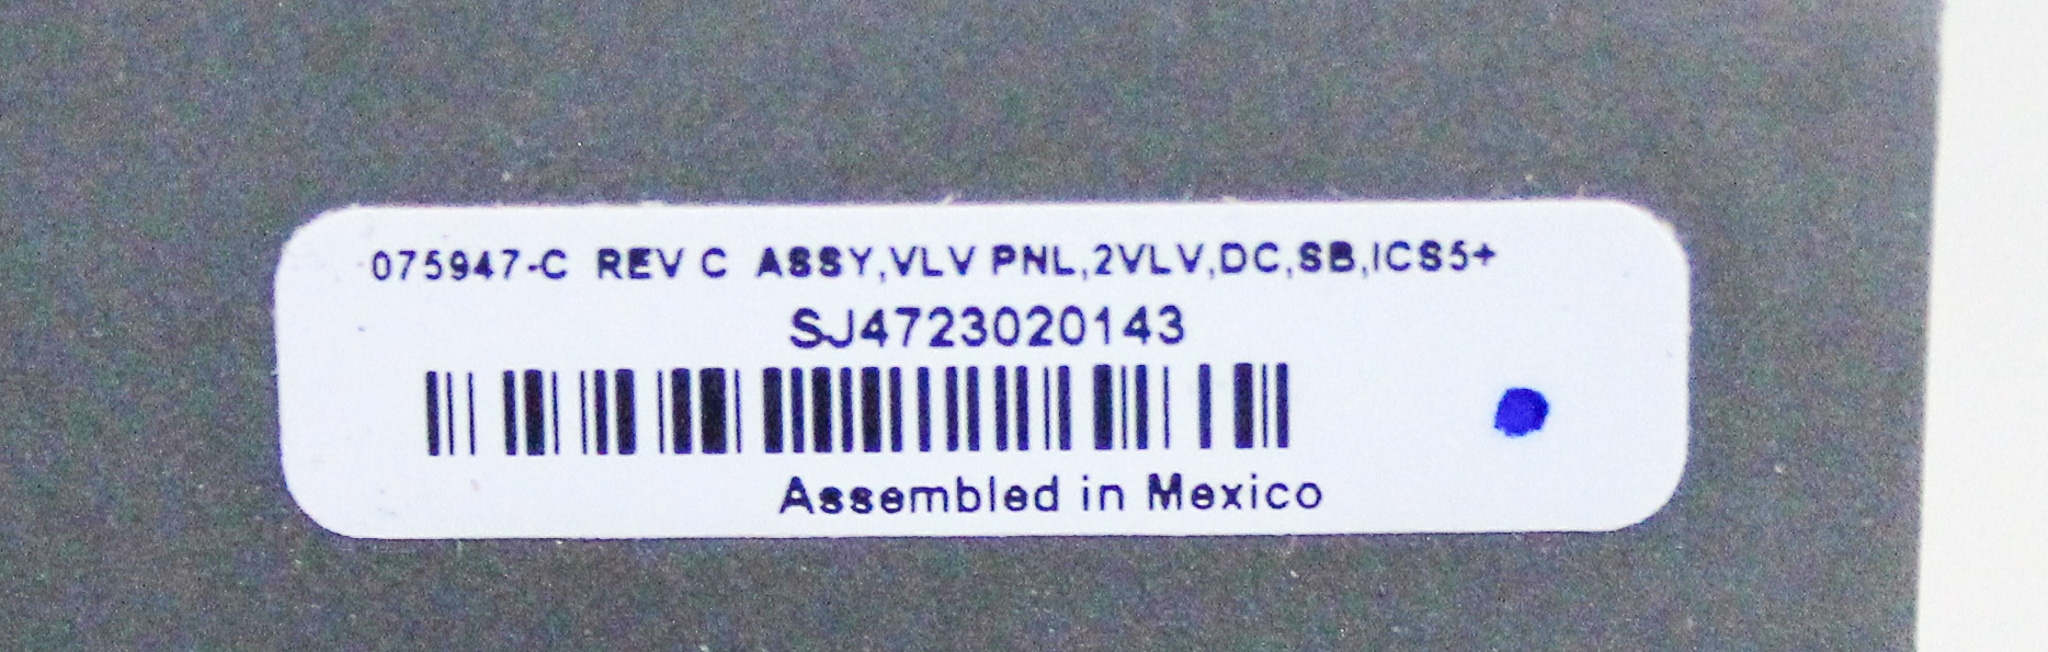 075947-C REV C ASSY,VLV PNL,2VLV,DC,SB,ICS5+
SJ4723020143
Assembled in Mexico